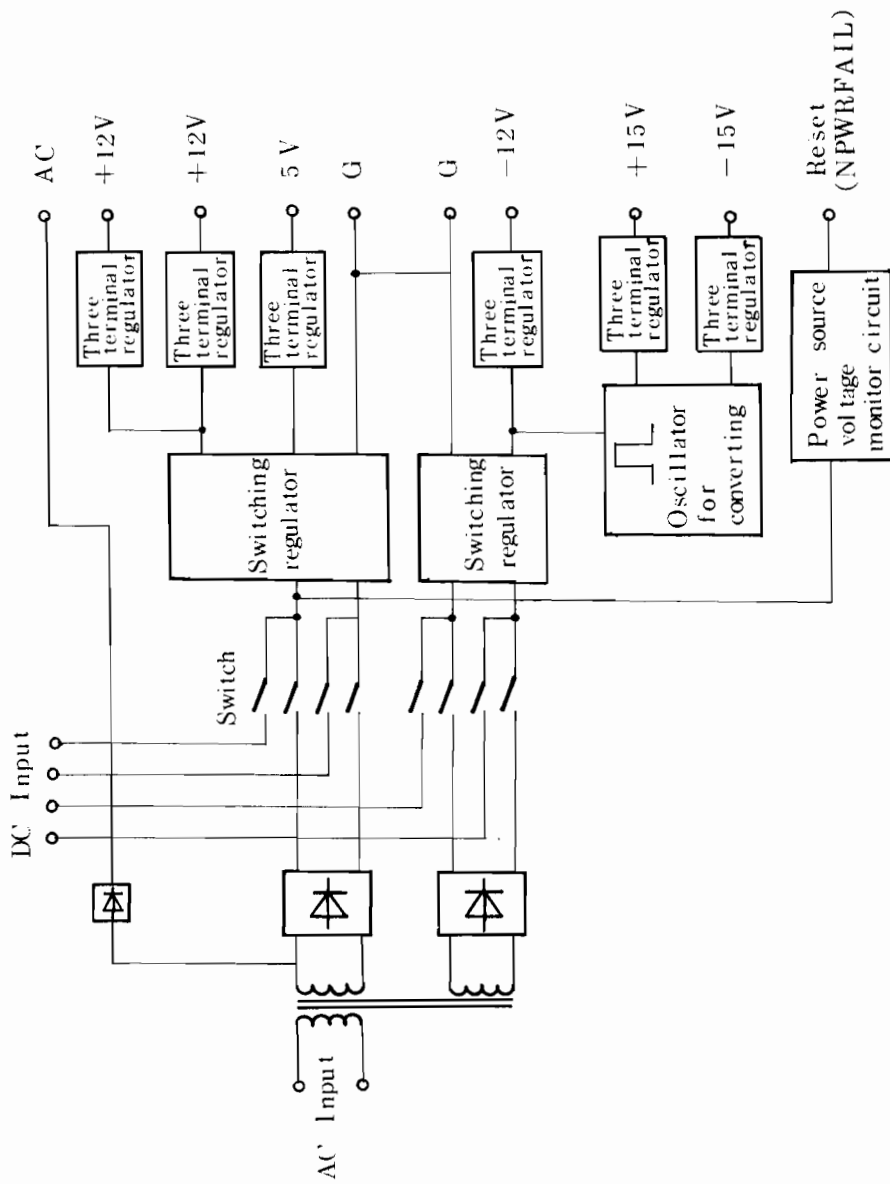 AC
+12V
+12V
5V
G
G
-12V
+15V
-15V
Reset
(NPWRFAIL)
Three
terminal
regulator
Three
terminal
regulator
Three
terminal
regulator
Three
terminal
regulator
Three
terminal
regulator
Three
terminal
regulator
Power source
voltage
monitor circuit
Switching
regulator
Switching
regulator
Oscillator
for
converting
Switch
DC Input
AC Input